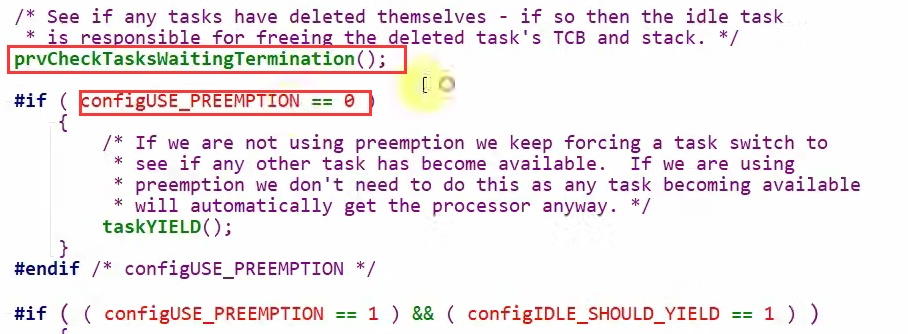 /* See if any tasks have deleted themselves - if so then the idle task
* is responsible for freeing the deleted task's TCB and stack. */
prvCheckTasksWaitingTermination();
#if ( configUSE_PREEMPTION == 0 )
{
/* If we are not using preemption we keep forcing a task switch to
* see if any other task has become available.  If we are using
* preemption we don't need to do this as any task becoming available
* will automatically get the processor anyway. */
taskYIELD();
}
#endif /* configUSE_PREEMPTION */
#if ( ( configUSE_PREEMPTION == 1 ) && ( configIDLE_SHOULD_YIELD == 1 ) )